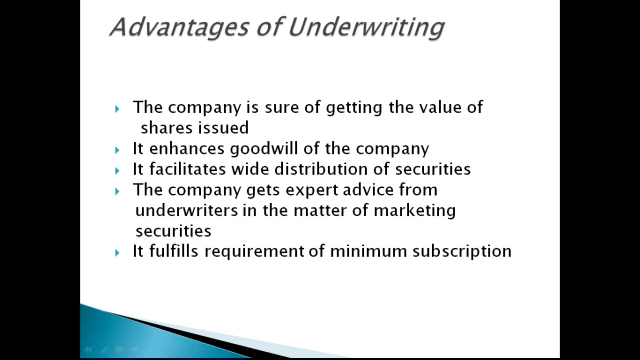 Advantages of Underwriting
The company is sure of getting the value of
shares issued
It enhances goodwill of the company
It facilitates wide distribution of securities
The company gets expert advice from
underwriters in the matter of marketing
securities
It fulfills requirement of minimum subscription